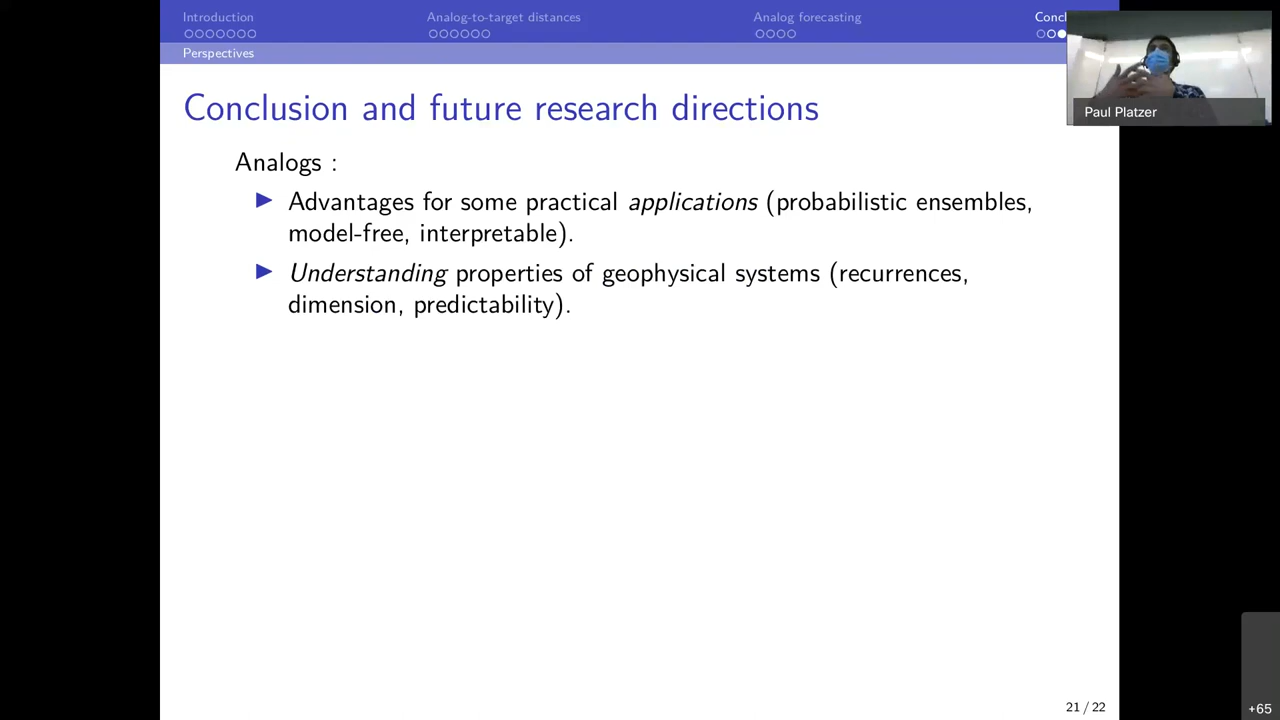 Introduction
Analog-to-target distances
Analog forecasting
Concl
Perspectives
Paul Platzer
Conclusion and future research directions
Analogs :
Advantages for some practical applications (probabilistic ensembles,
model-free, interpretable).
Understanding properties of geophysical systems (recurrences,
dimension, predictability).
21 / 22
+65